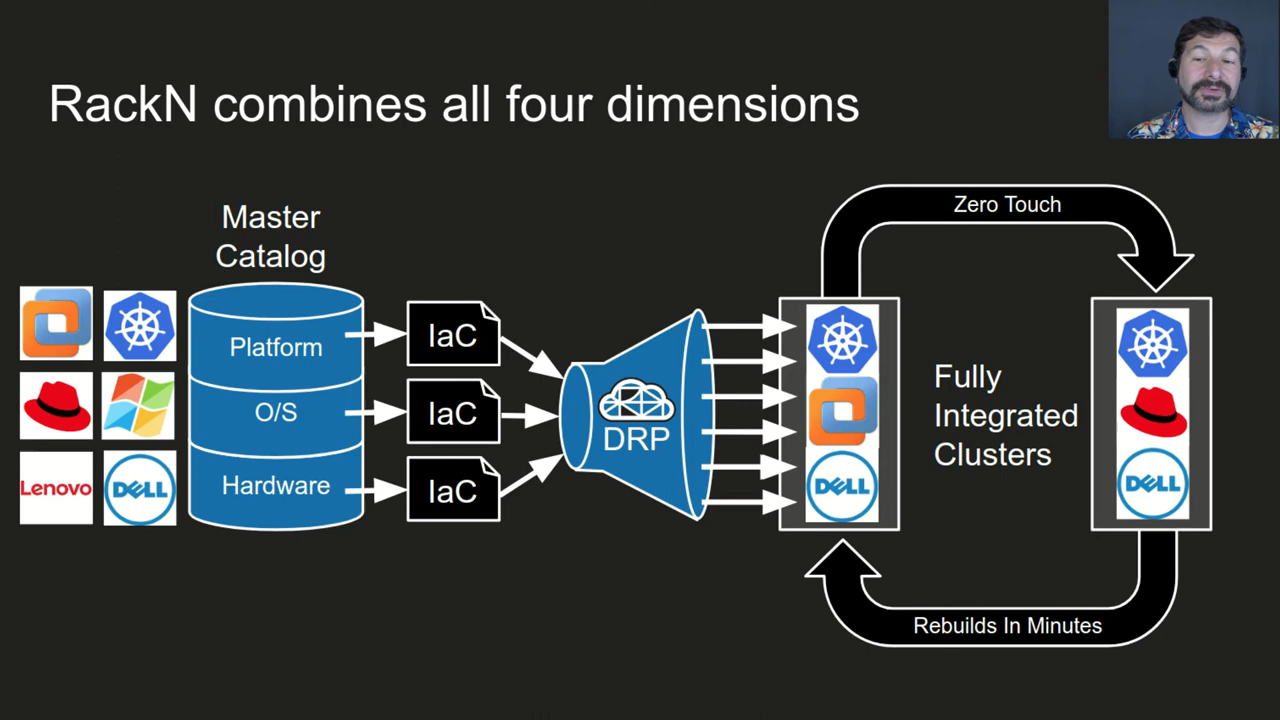 RackN combines all four dimensions
Master
Catalog
Platform
O/S
Hardware
Lenovo
DELL
IaC
IaC
IaC
DRP
Zero Touch
DELL
Fully
Integrated
Clusters
DELL
Rebuilds In Minutes